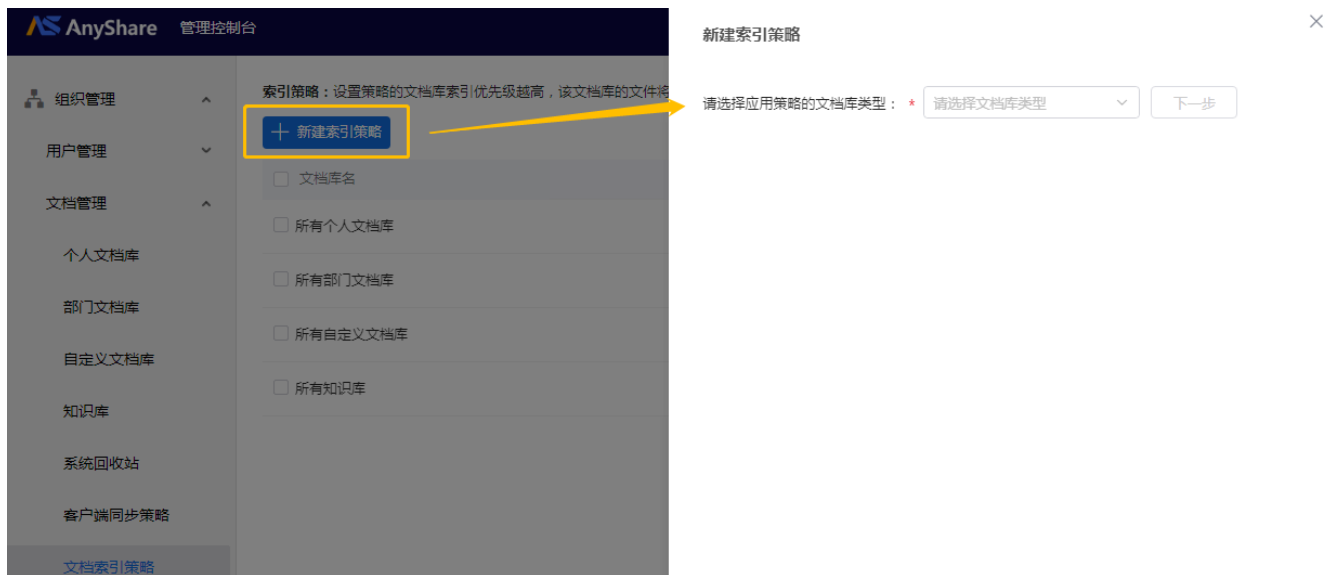 AnyShare 管理控制台
组织管理
用户管理
文档管理
个人文档库
部门文档库
自定义文档库
知识库
系统回收站
客户端同步策略
文档索引策略
索引策略：设置策略的文档库索引优先级越高，该文档库的文件将
新建索引策略
文档库名
所有个人文档库
所有部门文档库
所有自定义文档库
所有知识库
新建索引策略
请选择应用策略的文档库类型： * 请选择文档库类型 下一步